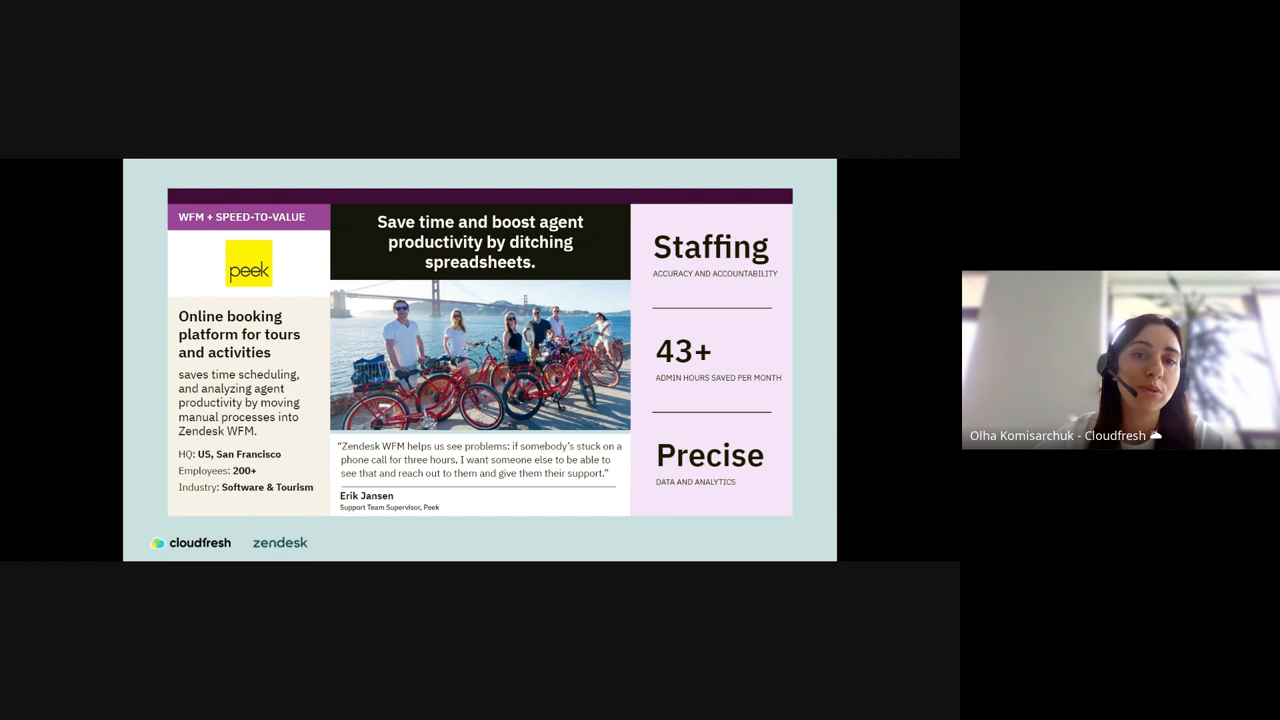 WFM + SPEED-TO-VALUE
peek
Online booking
platform for tours
and activities
saves time scheduling,
and analyzing agent
productivity by moving
manual processes into
Zendesk WFM.
HQ: US, San Francisco
Employees: 200+
Industry: Software & Tourism
Save time and boost agent
productivity by ditching
spreadsheets.
“Zendesk WFM helps us see problems: if somebody’s stuck on a
phone call for three hours, I want someone else to be able to
see that and reach out to them and give them their support.”
Erik Jansen
Support Team Supervisor, Peek
Staffing
ACCURACY AND ACCOUNTABILITY
43+
ADMIN HOURS SAVED PER MONTH
Precise
DATA AND ANALYTICS
cloudfresh
zendesk
Olha Komisarchuk - Cloudfresh